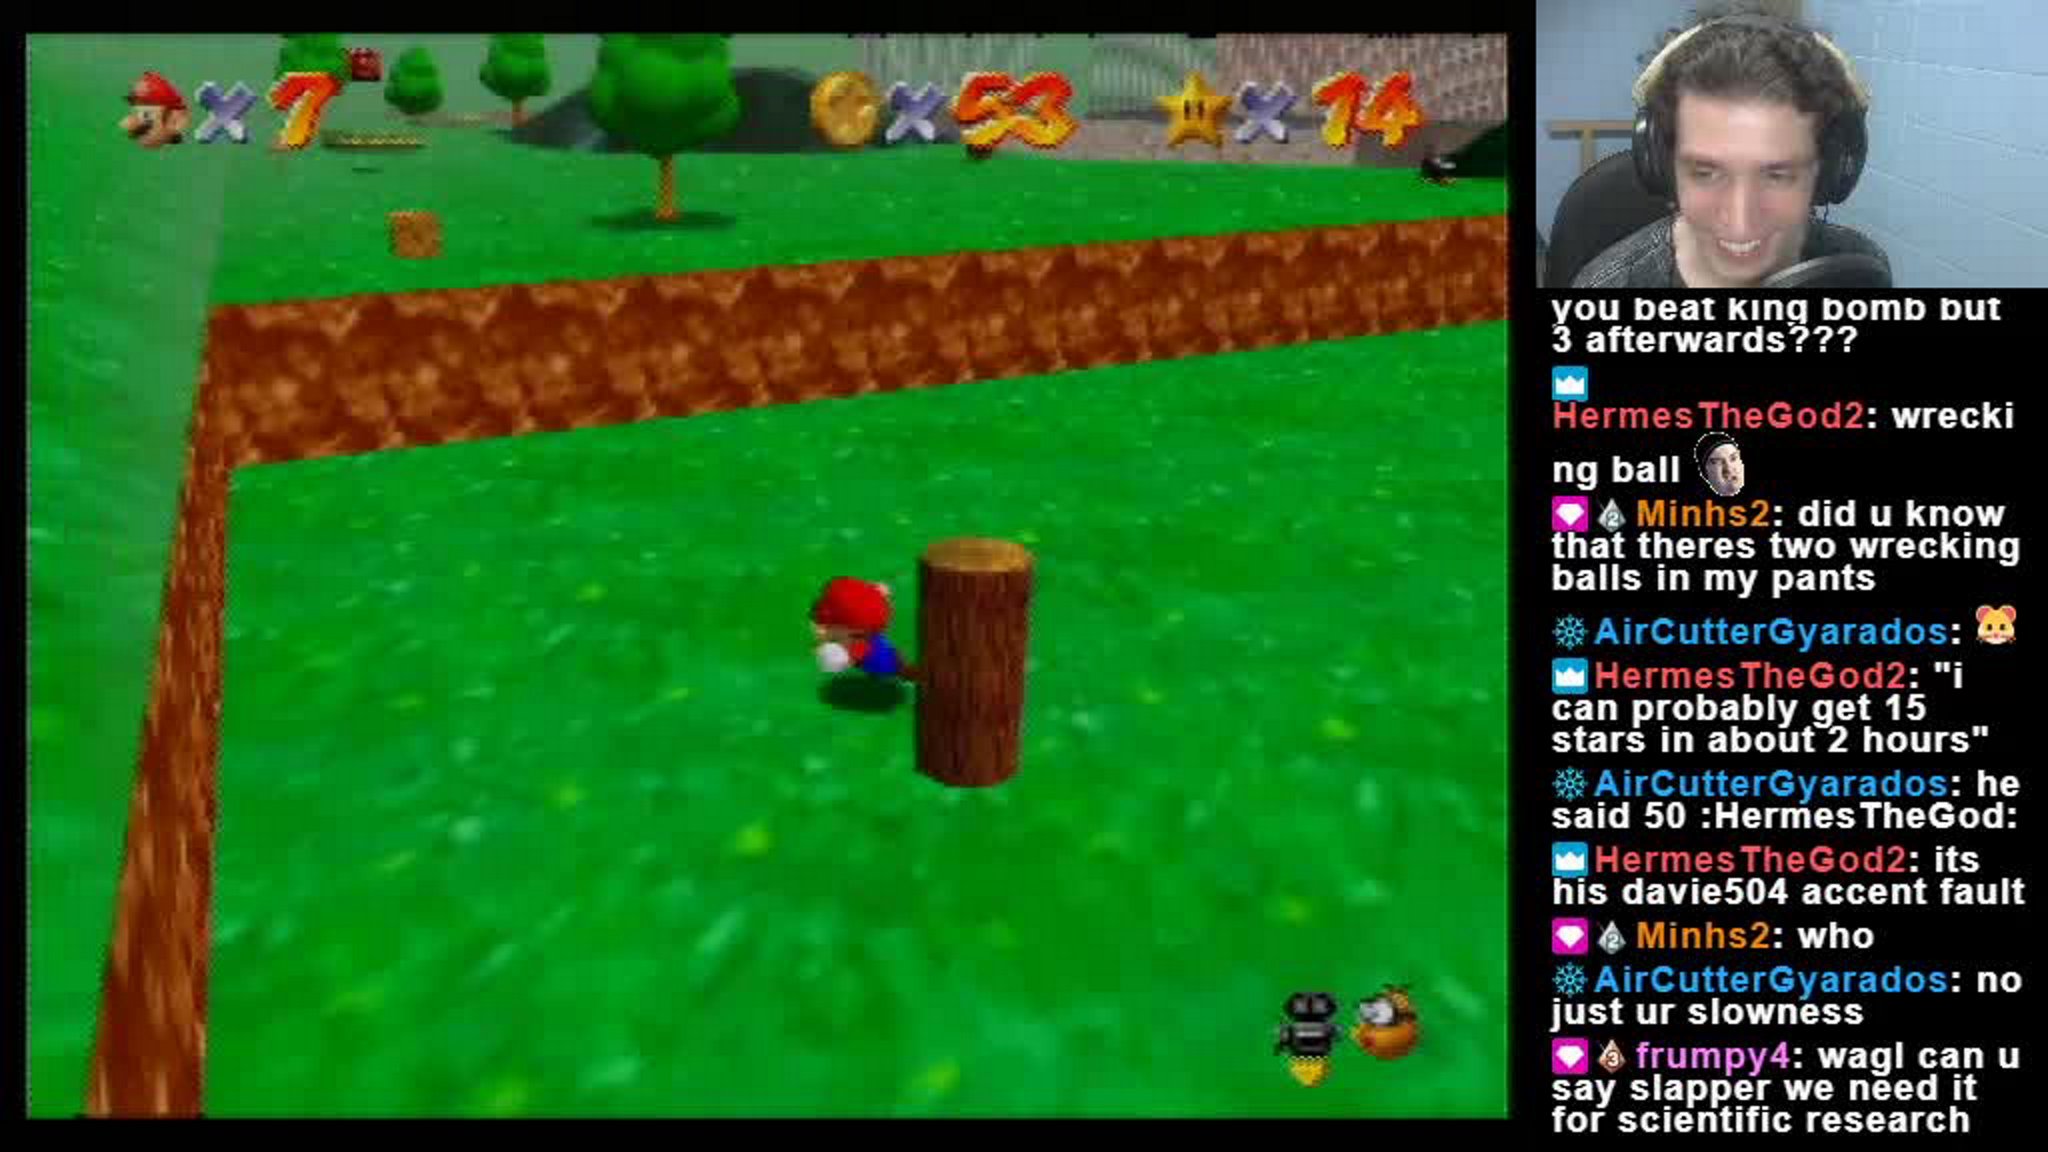 × 7 × 53 × 14
you beat king bomb but
3 afterwards???
HermesTheGod2: wrecki
ng ball
2 Minhs2: did u know
that theres two wrecking
balls in my pants
AirCutterGyarados:
HermesTheGod2: "i
can probably get 15
stars in about 2 hours"
AirCutterGyarados: he
said 50 :HermesTheGod:
HermesTheGod2: its
his davie504 accent fault
2 Minhs2: who
AirCutterGyarados: no
just ur slowness
3 frumpy4: wagl can u
say slapper we need it
for scientific research